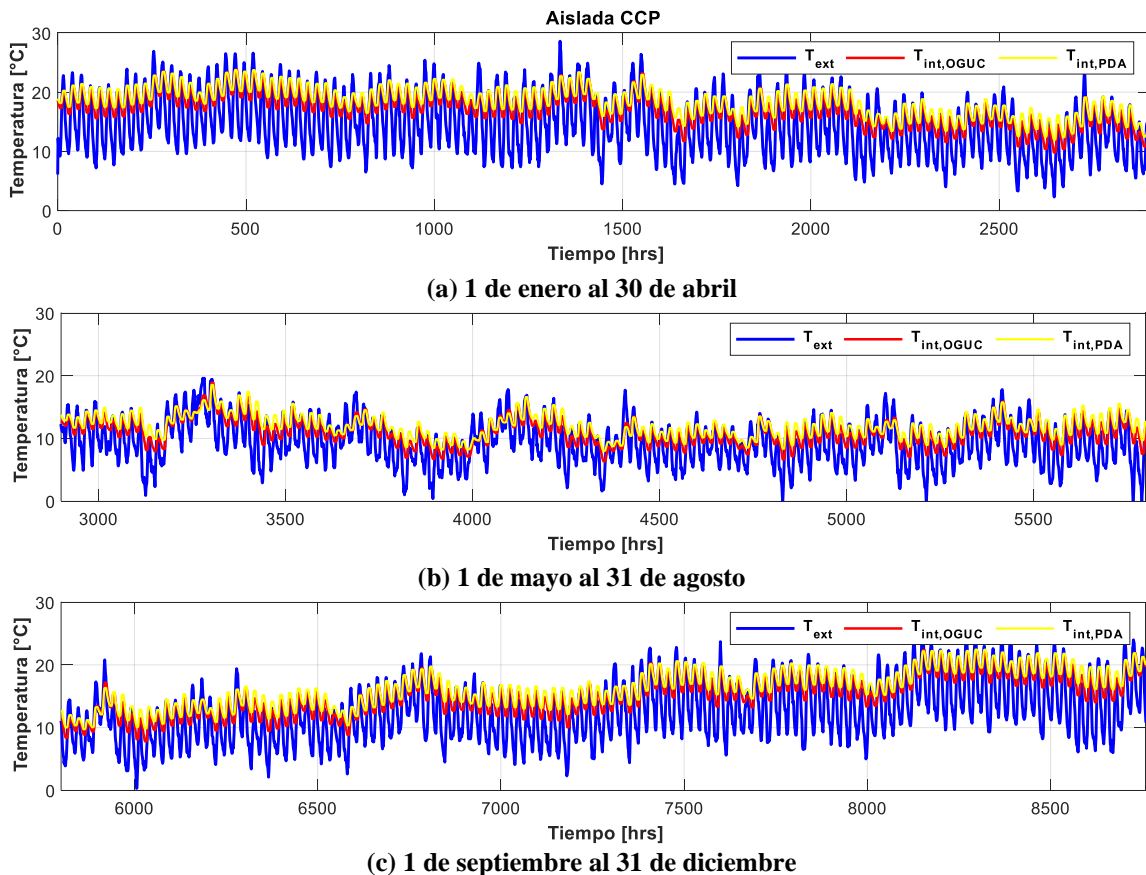 Aislada CCP
Temperatura [°C]
30
20
10
0
T_ext T_int,OGUC T_int,PDA
0 500 1000 1500 2000 2500
Tiempo [hrs]
(a) 1 de enero al 30 de abril
Temperatura [°C]
30
20
10
0
T_ext T_int,OGUC T_int,PDA
3000 3500 4000 4500 5000 5500
Tiempo [hrs]
(b) 1 de mayo al 31 de agosto
Temperatura [°C]
30
20
10
0
T_ext T_int,OGUC T_int,PDA
6000 6500 7000 7500 8000 8500
Tiempo [hrs]
(c) 1 de septiembre al 31 de diciembre